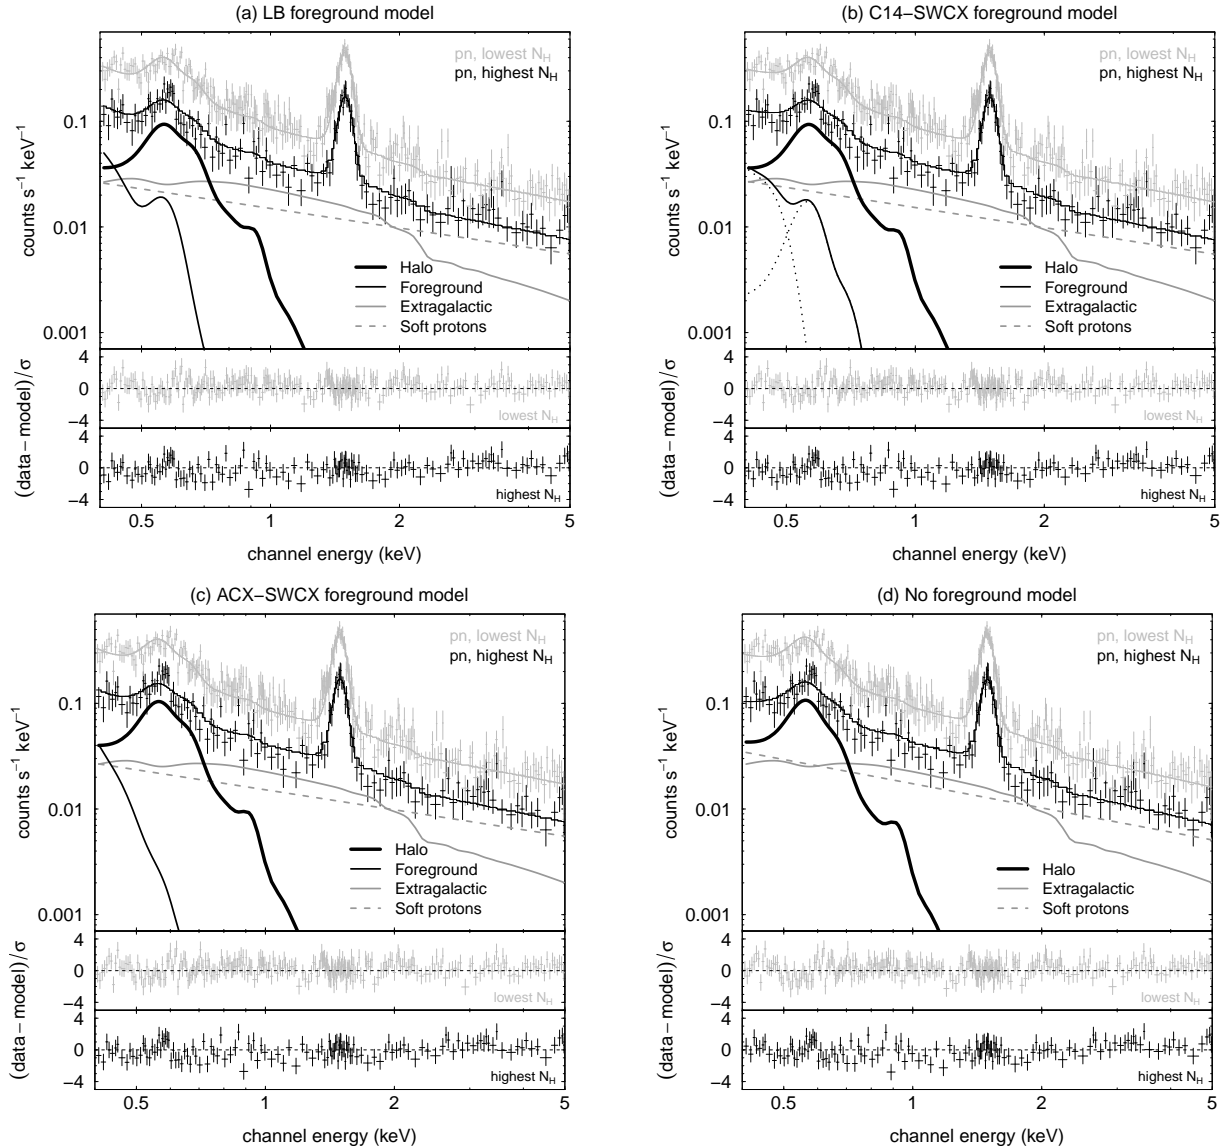 (a) LB foreground model
pn, lowest N_H
pn, highest N_H
counts s⁻¹ keV⁻¹
0.1
0.01
0.001
Halo
Foreground
Extragalactic
Soft protons
(data−model)/σ
4
0
−4
lowest N_H
4
0
−4
highest N_H
0.5 1 2 5
channel energy (keV)
(b) C14−SWCX foreground model
pn, lowest N_H
pn, highest N_H
counts s⁻¹ keV⁻¹
0.1
0.01
0.001
Halo
Foreground
Extragalactic
Soft protons
(data−model)/σ
4
0
−4
lowest N_H
4
0
−4
highest N_H
0.5 1 2 5
channel energy (keV)
(c) ACX−SWCX foreground model
pn, lowest N_H
pn, highest N_H
counts s⁻¹ keV⁻¹
0.1
0.01
0.001
Halo
Foreground
Extragalactic
Soft protons
(data−model)/σ
4
0
−4
lowest N_H
4
0
−4
highest N_H
0.5 1 2 5
channel energy (keV)
(d) No foreground model
pn, lowest N_H
pn, highest N_H
counts s⁻¹ keV⁻¹
0.1
0.01
0.001
Halo
Extragalactic
Soft protons
(data−model)/σ
4
0
−4
lowest N_H
4
0
−4
highest N_H
0.5 1 2 5
channel energy (keV)